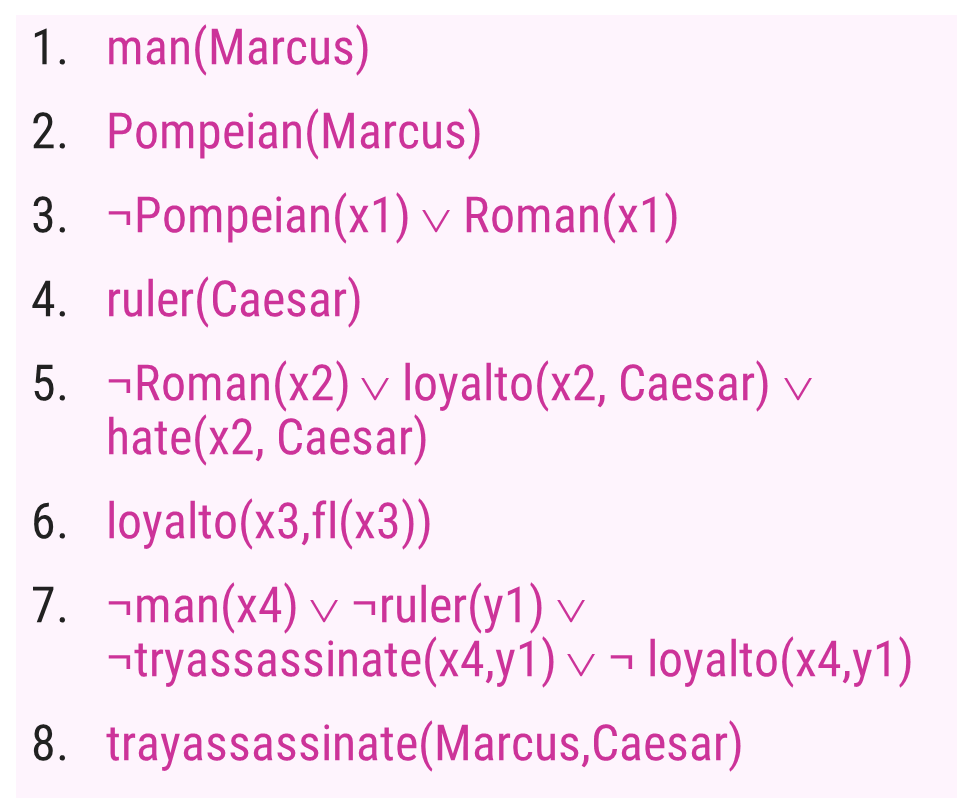 1. man(Marcus)
2. Pompeian(Marcus)
3. ¬Pompeian(x1) ∨ Roman(x1)
4. ruler(Caesar)
5. ¬Roman(x2) ∨ loyalto(x2, Caesar) ∨
hate(x2, Caesar)
6. loyalto(x3,fl(x3))
7. ¬man(x4) ∨ ¬ruler(y1) ∨
¬tryassassinate(x4,y1) ∨ ¬ loyalto(x4,y1)
8. trayassassinate(Marcus,Caesar)